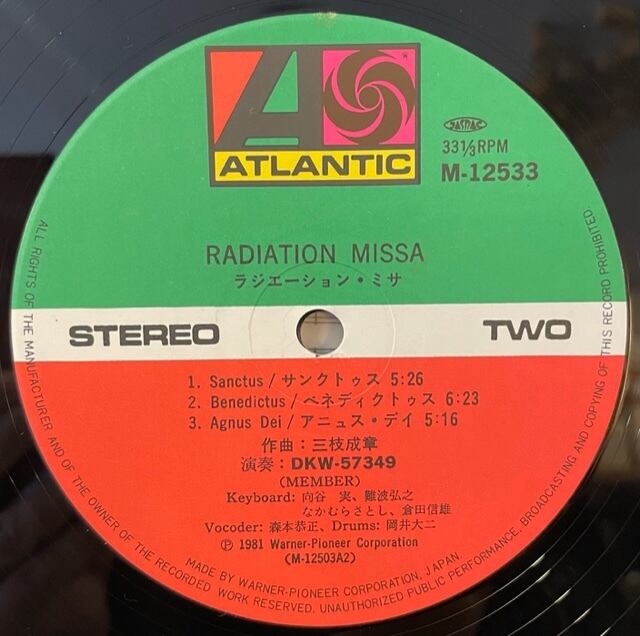 ATLANTIC
JASRAC
33⅓RPM
M-12533
RADIATION MISSA
ラジエーション・ミサ
STEREO
TWO
1. Sanctus / サンクトゥス 5:26
2. Benedictus / ベネディクトゥス 6:23
3. Agnus Dei / アニュス・デイ 5:16
作曲：三枝成章
演奏：DKW-57349
(MEMBER)
Keyboard: 向谷 実、難波弘之
なかむらさとし、倉田信雄
Vocoder: 森本恭正、Drums: 岡井大二
Ⓟ 1981 Warner-Pioneer Corporation
(M-12503A2)
MADE BY WARNER-PIONEER CORPORATION, JAPAN.
ALL RIGHTS OF THE MANUFACTURER AND OF THE OWNER OF THE RECORDED WORK RESERVED. UNAUTHORIZED PUBLIC PERFORMANCE, BROADCASTING AND COPYING OF THIS RECORD PROHIBITED.